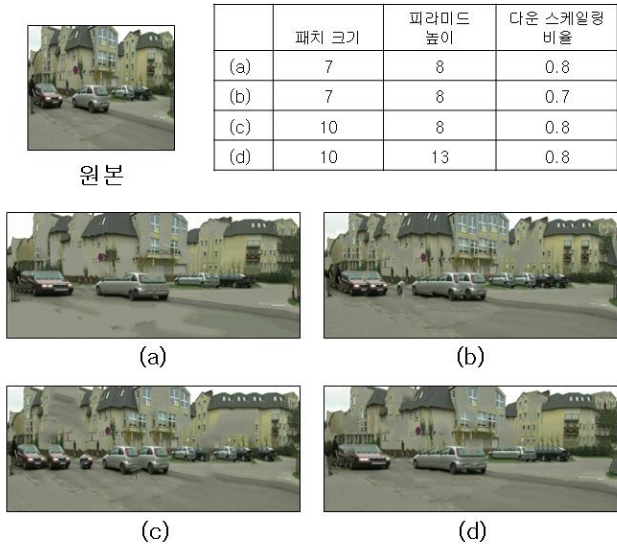 패치 크기 피라미드 높이 다운 스케일링 비율
(a) 7 8 0.8
(b) 7 8 0.7
(c) 10 8 0.8
(d) 10 13 0.8
원본
(a) (b)
(c) (d)